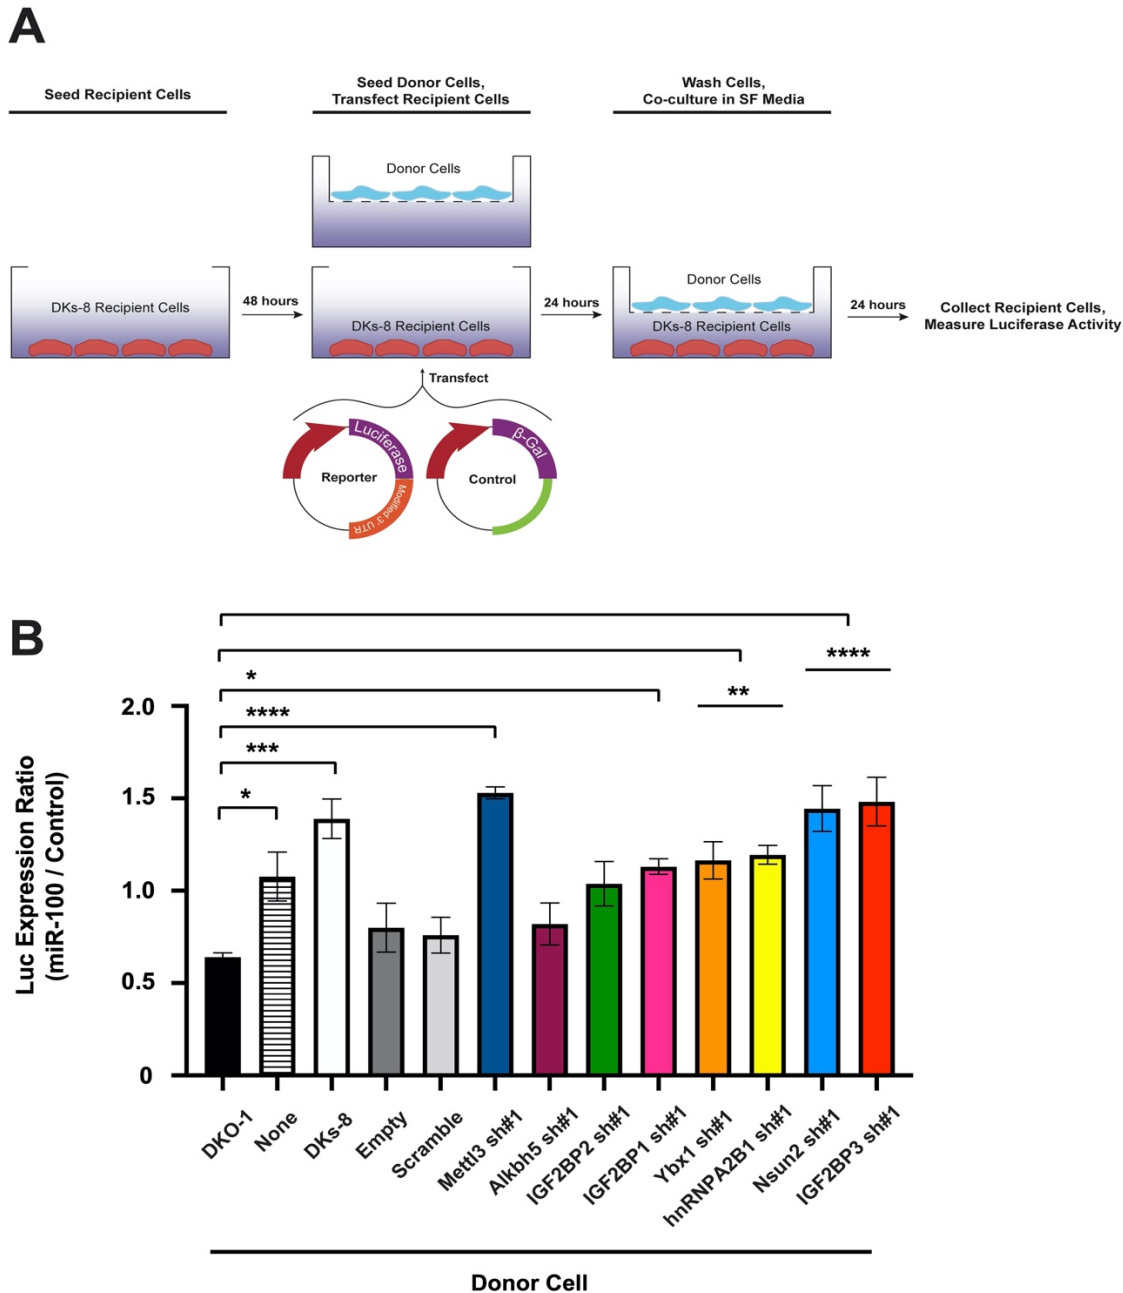 A
Seed Recipient Cells
Seed Donor Cells,
Transfect Recipient Cells
Wash Cells,
Co-culture in SF Media
Donor Cells
DKs-8 Recipient Cells
48 hours
DKs-8 Recipient Cells
24 hours
Donor Cells
DKs-8 Recipient Cells
24 hours
Collect Recipient Cells,
Measure Luciferase Activity
Transfect
Luciferase
Reporter
Modified 3' UTR
β-Gal
Control
B
****
*
**
****
***
*
2.0
1.5
1.0
0.5
0
Luc Expression Ratio
(miR-100 / Control)
DKO-1
None
DKs-8
Empty
Scramble
Mettl3 sh#1
Alkbh5 sh#1
IGF2BP2 sh#1
IGF2BP1 sh#1
Ybx1 sh#1
hnRNPA2B1 sh#1
Nsun2 sh#1
IGF2BP3 sh#1
Donor Cell